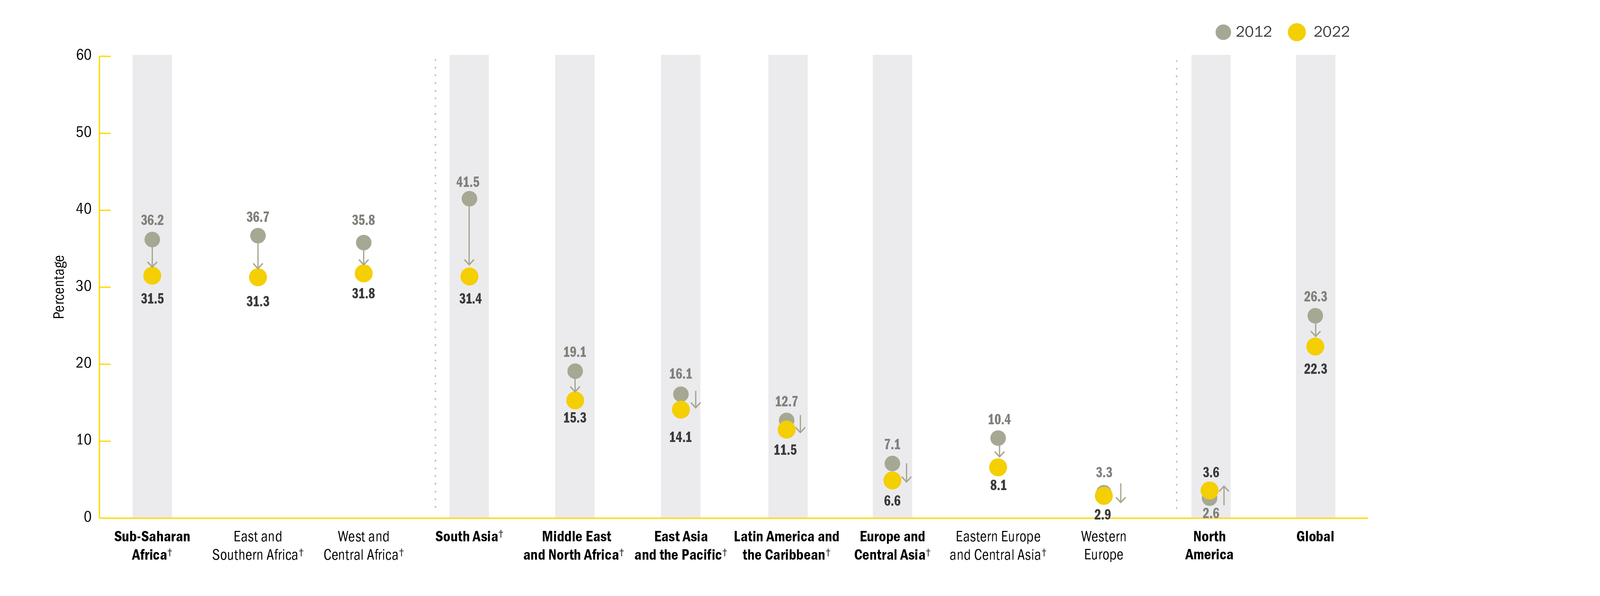 2012 2022
60
50
40
30
20
10
0
Percentage
36.2
31.5
36.7
31.3
35.8
31.8
41.5
31.4
19.1
15.3
16.1
14.1
12.7
11.5
7.1
6.6
10.4
8.1
3.3
2.9
3.6
2.6
26.3
22.3
Sub-Saharan
Africa†
East and
Southern Africa†
West and
Central Africa†
South Asia†
Middle East
and North Africa†
East Asia
and the Pacific†
Latin America and
the Caribbean†
Europe and
Central Asia†
Eastern Europe
and Central Asia†
Western
Europe
North
America
Global